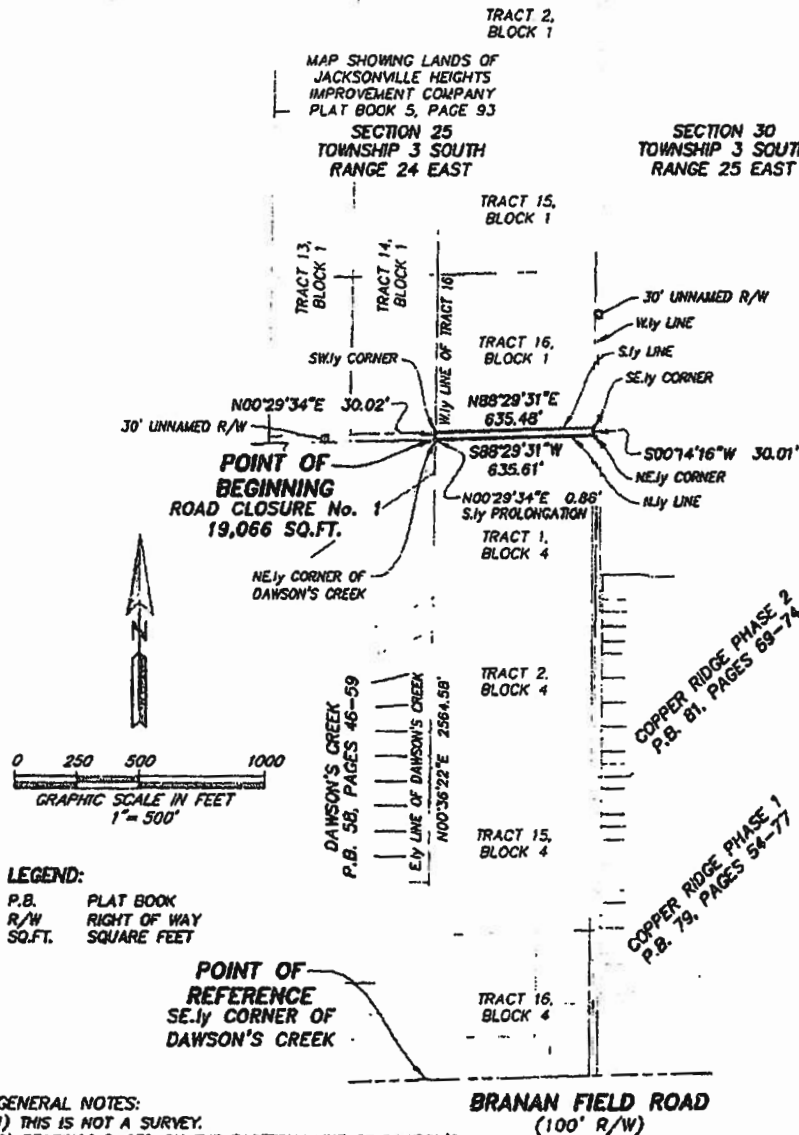 TRACT 2,
BLOCK 1
MAP SHOWING LANDS OF
JACKSONVILLE HEIGHTS
IMPROVEMENT COMPANY
PLAT BOOK 5, PAGE 93
SECTION 25
TOWNSHIP 3 SOUTH
RANGE 24 EAST
SECTION 30
TOWNSHIP 3 SOUTH
RANGE 25 EAST
TRACT 15,
BLOCK 1
TRACT 13,
BLOCK 1
TRACT 14,
BLOCK 1
W.ly LINE OF TRACT 16
30' UNNAMED R/W
W.ly LINE
TRACT 16,
BLOCK 1
S.ly LINE
SW.ly CORNER
SE.ly CORNER
N00°29'34"E 30.02'
N88°29'31"E
635.48'
30' UNNAMED R/W
S88°29'31"W
635.61'
S00°14'16"W 30.01'
POINT OF
BEGINNING
NE.ly CORNER
ROAD CLOSURE No. 1
19,066 SQ.FT.
N00°29'34"E 0.86'
S.ly PROLONGATION
N.ly LINE
TRACT 1,
BLOCK 4
NE.ly CORNER OF
DAWSON'S CREEK
N
TRACT 2,
BLOCK 4
COPPER RIDGE PHASE 2
P.B. 81, PAGES 69-74
DAWSON'S CREEK
P.B. 58, PAGES 46-59
E.ly LINE OF DAWSON'S CREEK
N00°36'22"E 2564.58'
0 250 500 1000
GRAPHIC SCALE IN FEET
1"= 500'
TRACT 15,
BLOCK 4
COPPER RIDGE PHASE 1
P.B. 79, PAGES 54-77
LEGEND:
P.B. PLAT BOOK
R/W RIGHT OF WAY
SQ.FT. SQUARE FEET
POINT OF
REFERENCE
SE.ly CORNER OF
DAWSON'S CREEK
TRACT 16,
BLOCK 4
BRANAN FIELD ROAD
(100' R/W)
GENERAL NOTES:
1) THIS IS NOT A SURVEY.